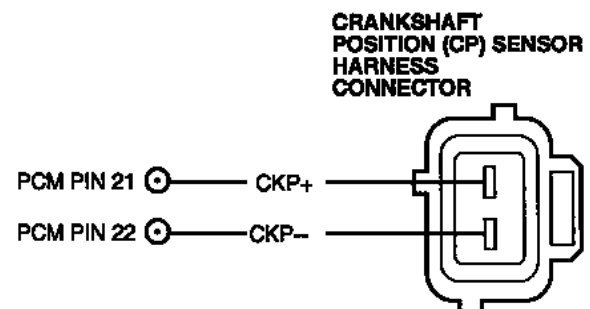 CRANKSHAFT
POSITION (CP) SENSOR
HARNESS
CONNECTOR
PCM PIN 21 CKP+
PCM PIN 22 CKP--